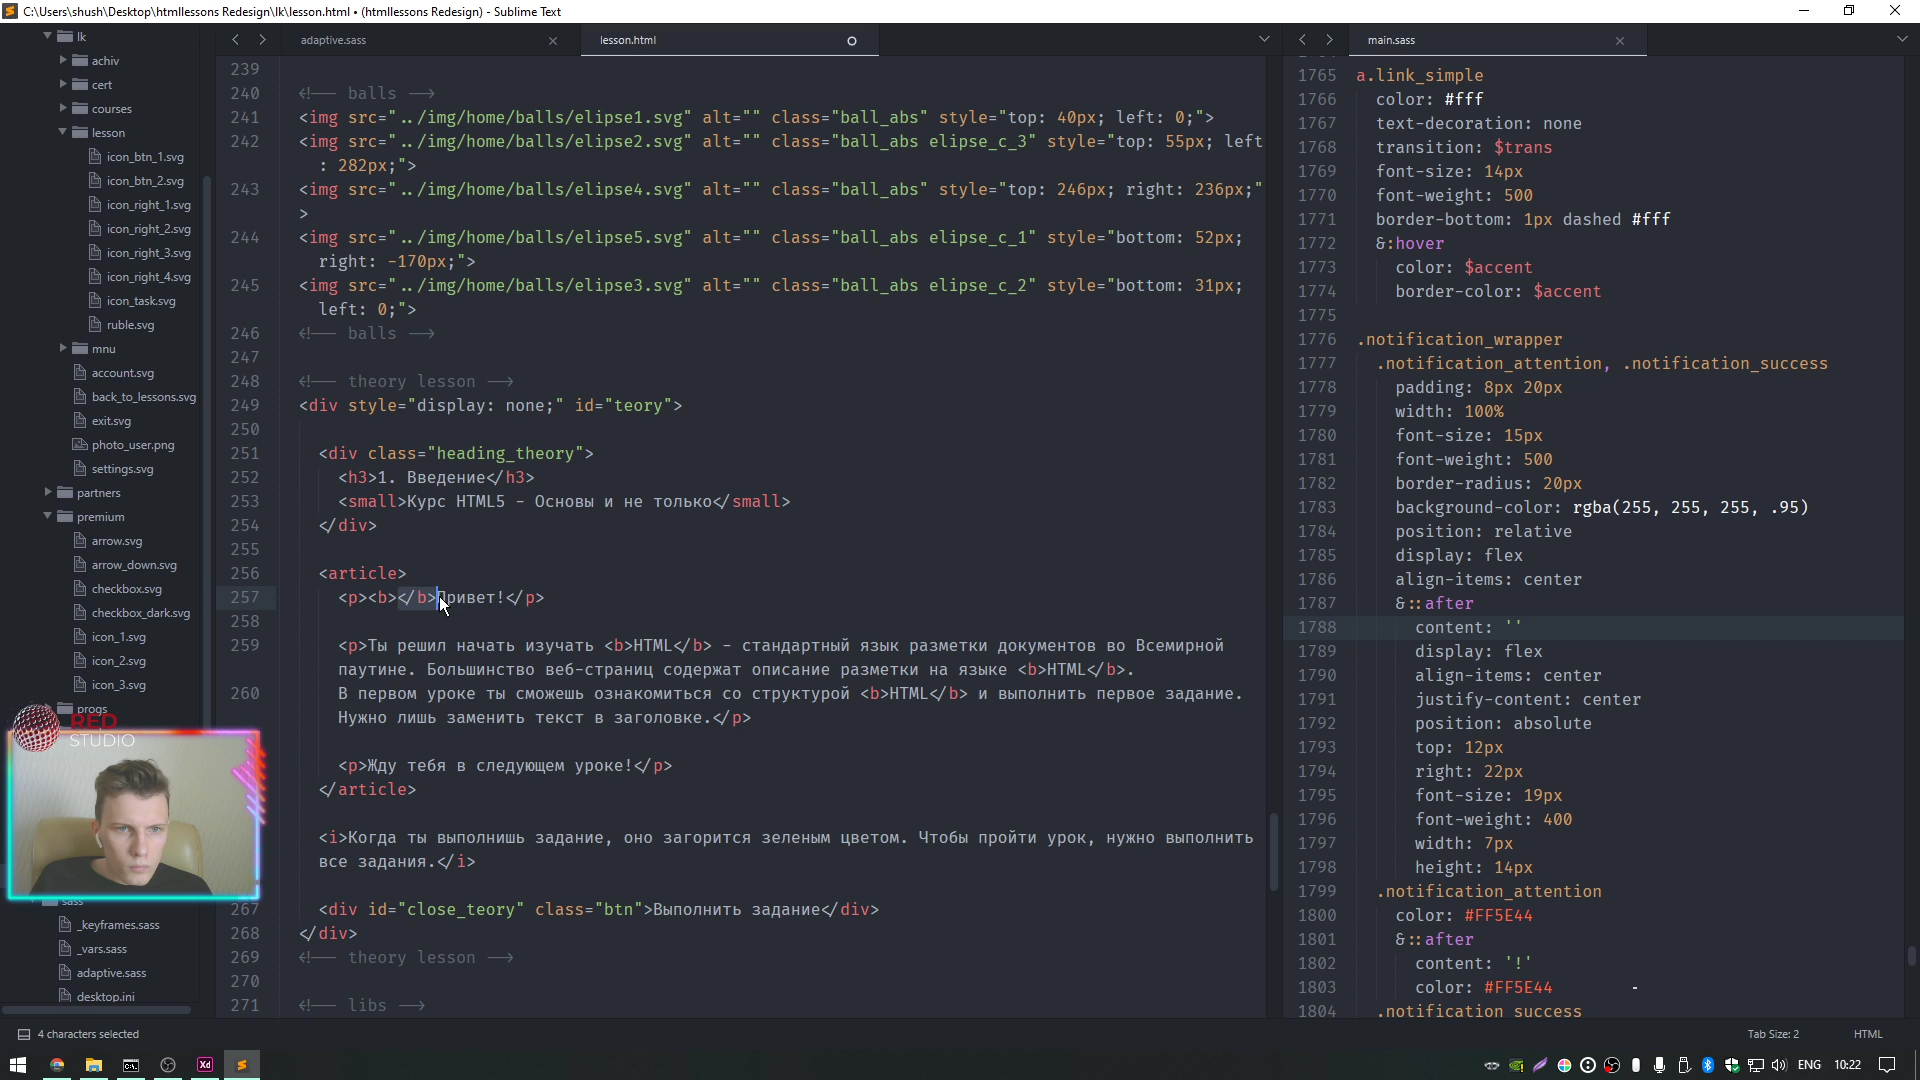 C:\Users\shush\Desktop\htmllessons Redesign\lk\lesson.html • (htmllessons Redesign) - Sublime Text
lk
achiv
cert
courses
lesson
icon_btn_1.svg
icon_btn_2.svg
icon_right_1.svg
icon_right_2.svg
icon_right_3.svg
icon_right_4.svg
icon_task.svg
ruble.svg
mnu
account.svg
back_to_lessons.svg
exit.svg
photo_user.png
settings.svg
partners
premium
arrow.svg
arrow_down.svg
checkbox.svg
checkbox_dark.svg
icon_1.svg
icon_2.svg
icon_3.svg
progs
RED
STUDIO
sass
_keyframes.sass
_vars.sass
adaptive.sass
desktop.ini
adaptive.sass
lesson.html
239
240 <!-- balls -->
241 <img src="../img/home/balls/elipse1.svg" alt="" class="ball_abs" style="top: 40px; left: 0;">
242 <img src="../img/home/balls/elipse2.svg" alt="" class="ball_abs elipse_c_3" style="top: 55px; left
: 282px;">
243 <img src="../img/home/balls/elipse4.svg" alt="" class="ball_abs" style="top: 246px; right: 236px;"
>
244 <img src="../img/home/balls/elipse5.svg" alt="" class="ball_abs elipse_c_1" style="bottom: 52px;
right: -170px;">
245 <img src="../img/home/balls/elipse3.svg" alt="" class="ball_abs elipse_c_2" style="bottom: 31px;
left: 0;">
246 <!-- balls -->
247
248 <!-- theory lesson -->
249 <div style="display: none;" id="teory">
250
251 <div class="heading_theory">
252 <h3>1. Введение</h3>
253 <small>Курс HTML5 - Основы и не только</small>
254 </div>
255
256 <article>
257 <p><b></b>Привет!</p>
258
259 <p>Ты решил начать изучать <b>HTML</b> - стандартный язык разметки документов во Всемирной
паутине. Большинство веб-страниц содержат описание разметки на языке <b>HTML</b>.
260 В первом уроке ты сможешь ознакомиться со структурой <b>HTML</b> и выполнить первое задание.
Нужно лишь заменить текст в заголовке.</p>
<p>Жду тебя в следующем уроке!</p>
</article>
<i>Когда ты выполнишь задание, оно загорится зеленым цветом. Чтобы пройти урок, нужно выполнить
все задания.</i>
267 <div id="close_teory" class="btn">Выполнить задание</div>
268 </div>
269 <!-- theory lesson -->
270
271 <!-- libs -->
main.sass
1765 a.link_simple
1766 color: #fff
1767 text-decoration: none
1768 transition: $trans
1769 font-size: 14px
1770 font-weight: 500
1771 border-bottom: 1px dashed #fff
1772 &:hover
1773 color: $accent
1774 border-color: $accent
1775
1776 .notification_wrapper
1777 .notification_attention, .notification_success
1778 padding: 8px 20px
1779 width: 100%
1780 font-size: 15px
1781 font-weight: 500
1782 border-radius: 20px
1783 background-color: rgba(255, 255, 255, .95)
1784 position: relative
1785 display: flex
1786 align-items: center
1787 &::after
1788 content: ''
1789 display: flex
1790 align-items: center
1791 justify-content: center
1792 position: absolute
1793 top: 12px
1794 right: 22px
1795 font-size: 19px
1796 font-weight: 400
1797 width: 7px
1798 height: 14px
1799 .notification_attention
1800 color: #FF5E44
1801 &::after
1802 content: '!'
1803 color: #FF5E44
1804 .notification_success
4 characters selected
Tab Size: 2
HTML
Xd
ENG
10:22